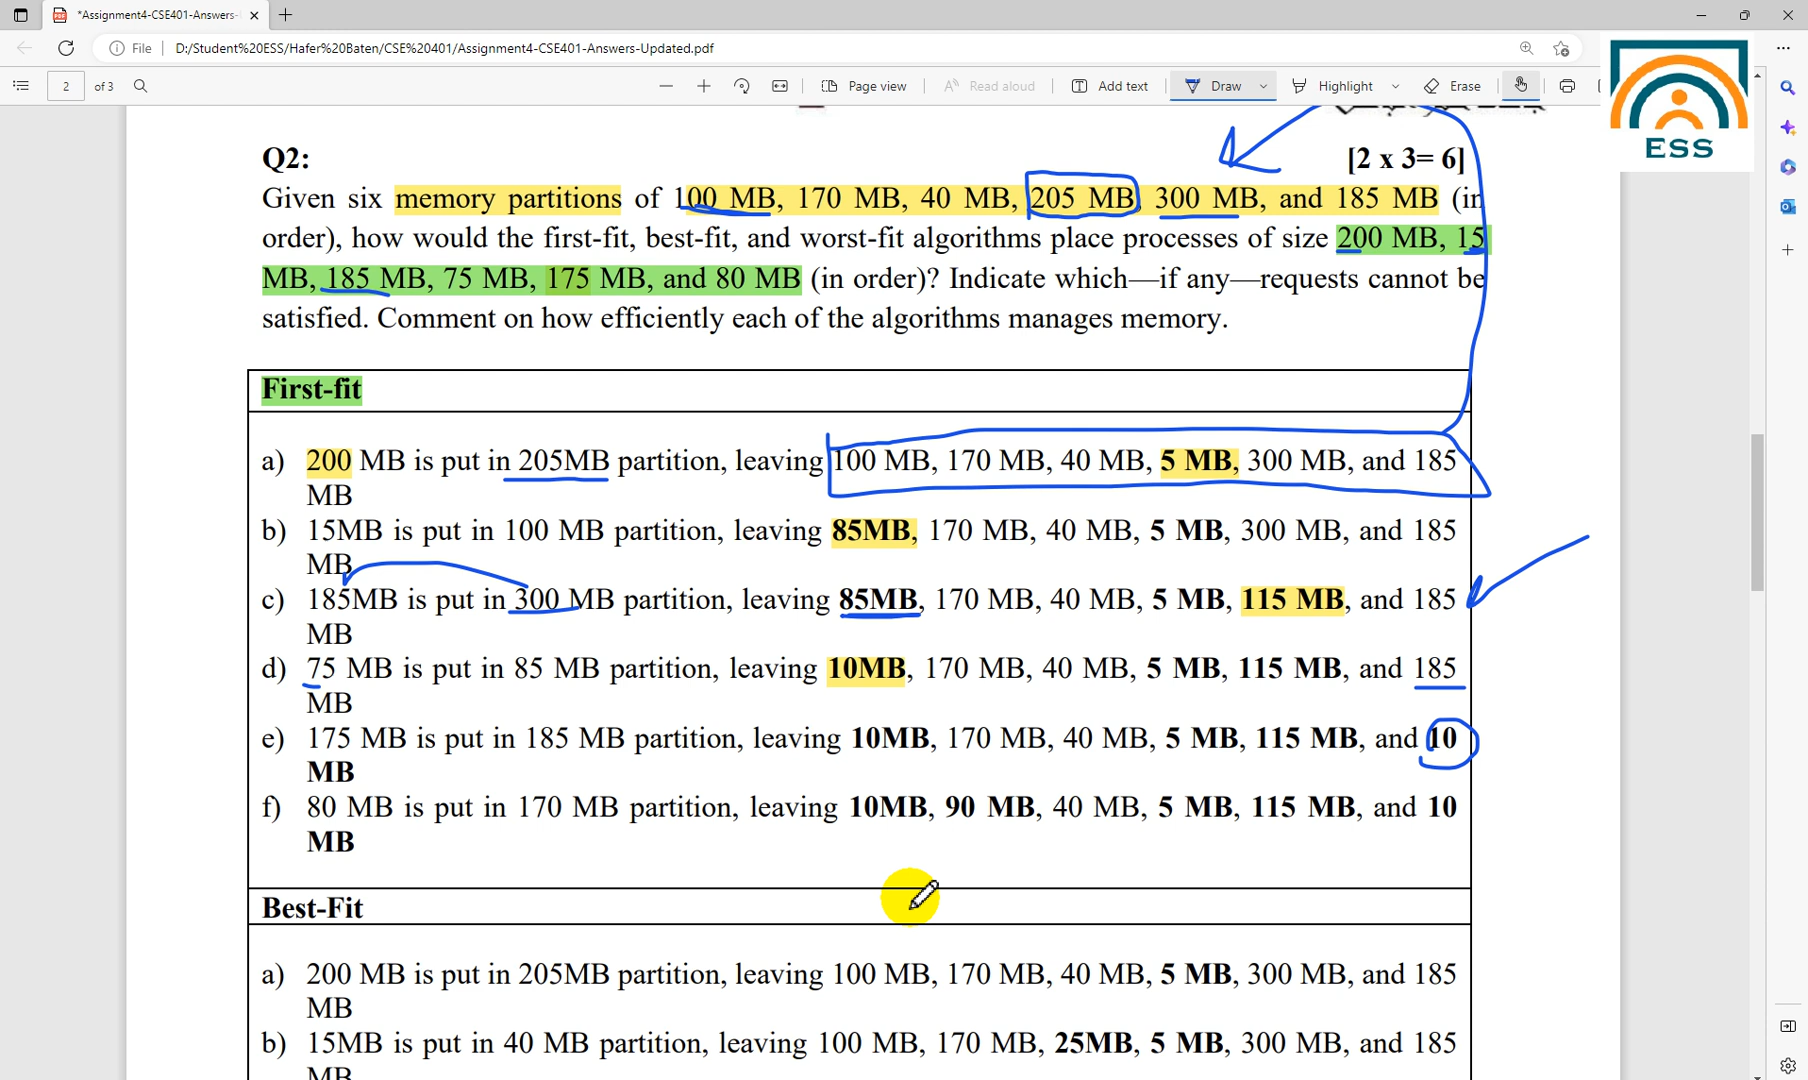 *Assignment4-CSE401-Answers-
File
D:/Student%20ESS/Hafer%20Baten/CSE%20401/Assignment4-CSE401-Answers-Updated.pdf
2 of 3
Page view
Read aloud
Add text
Draw
Highlight
Erase
ESS
Q2: [2 x 3= 6]
Given six memory partitions of 100 MB, 170 MB, 40 MB, 205 MB, 300 MB, and 185 MB (in
order), how would the first-fit, best-fit, and worst-fit algorithms place processes of size 200 MB, 15
MB, 185 MB, 75 MB, 175 MB, and 80 MB (in order)? Indicate which—if any—requests cannot be
satisfied. Comment on how efficiently each of the algorithms manages memory.
First-fit
a) 200 MB is put in 205MB partition, leaving 100 MB, 170 MB, 40 MB, 5 MB, 300 MB, and 185
MB
b) 15MB is put in 100 MB partition, leaving 85MB, 170 MB, 40 MB, 5 MB, 300 MB, and 185
MB
c) 185MB is put in 300 MB partition, leaving 85MB, 170 MB, 40 MB, 5 MB, 115 MB, and 185
MB
d) 75 MB is put in 85 MB partition, leaving 10MB, 170 MB, 40 MB, 5 MB, 115 MB, and 185
MB
e) 175 MB is put in 185 MB partition, leaving 10MB, 170 MB, 40 MB, 5 MB, 115 MB, and 10
MB
f) 80 MB is put in 170 MB partition, leaving 10MB, 90 MB, 40 MB, 5 MB, 115 MB, and 10
MB
Best-Fit
a) 200 MB is put in 205MB partition, leaving 100 MB, 170 MB, 40 MB, 5 MB, 300 MB, and 185
MB
b) 15MB is put in 40 MB partition, leaving 100 MB, 170 MB, 25MB, 5 MB, 300 MB, and 185
MB